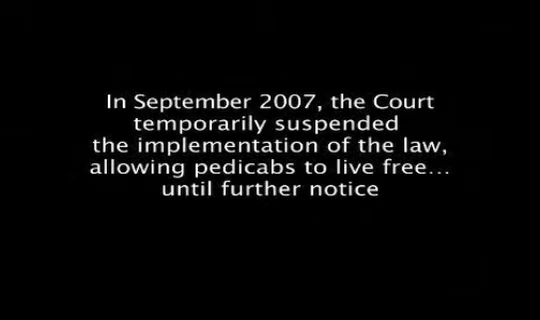 In September 2007, the Court
temporarily suspended
the implementation of the law,
allowing pedicabs to live free...
until further notice